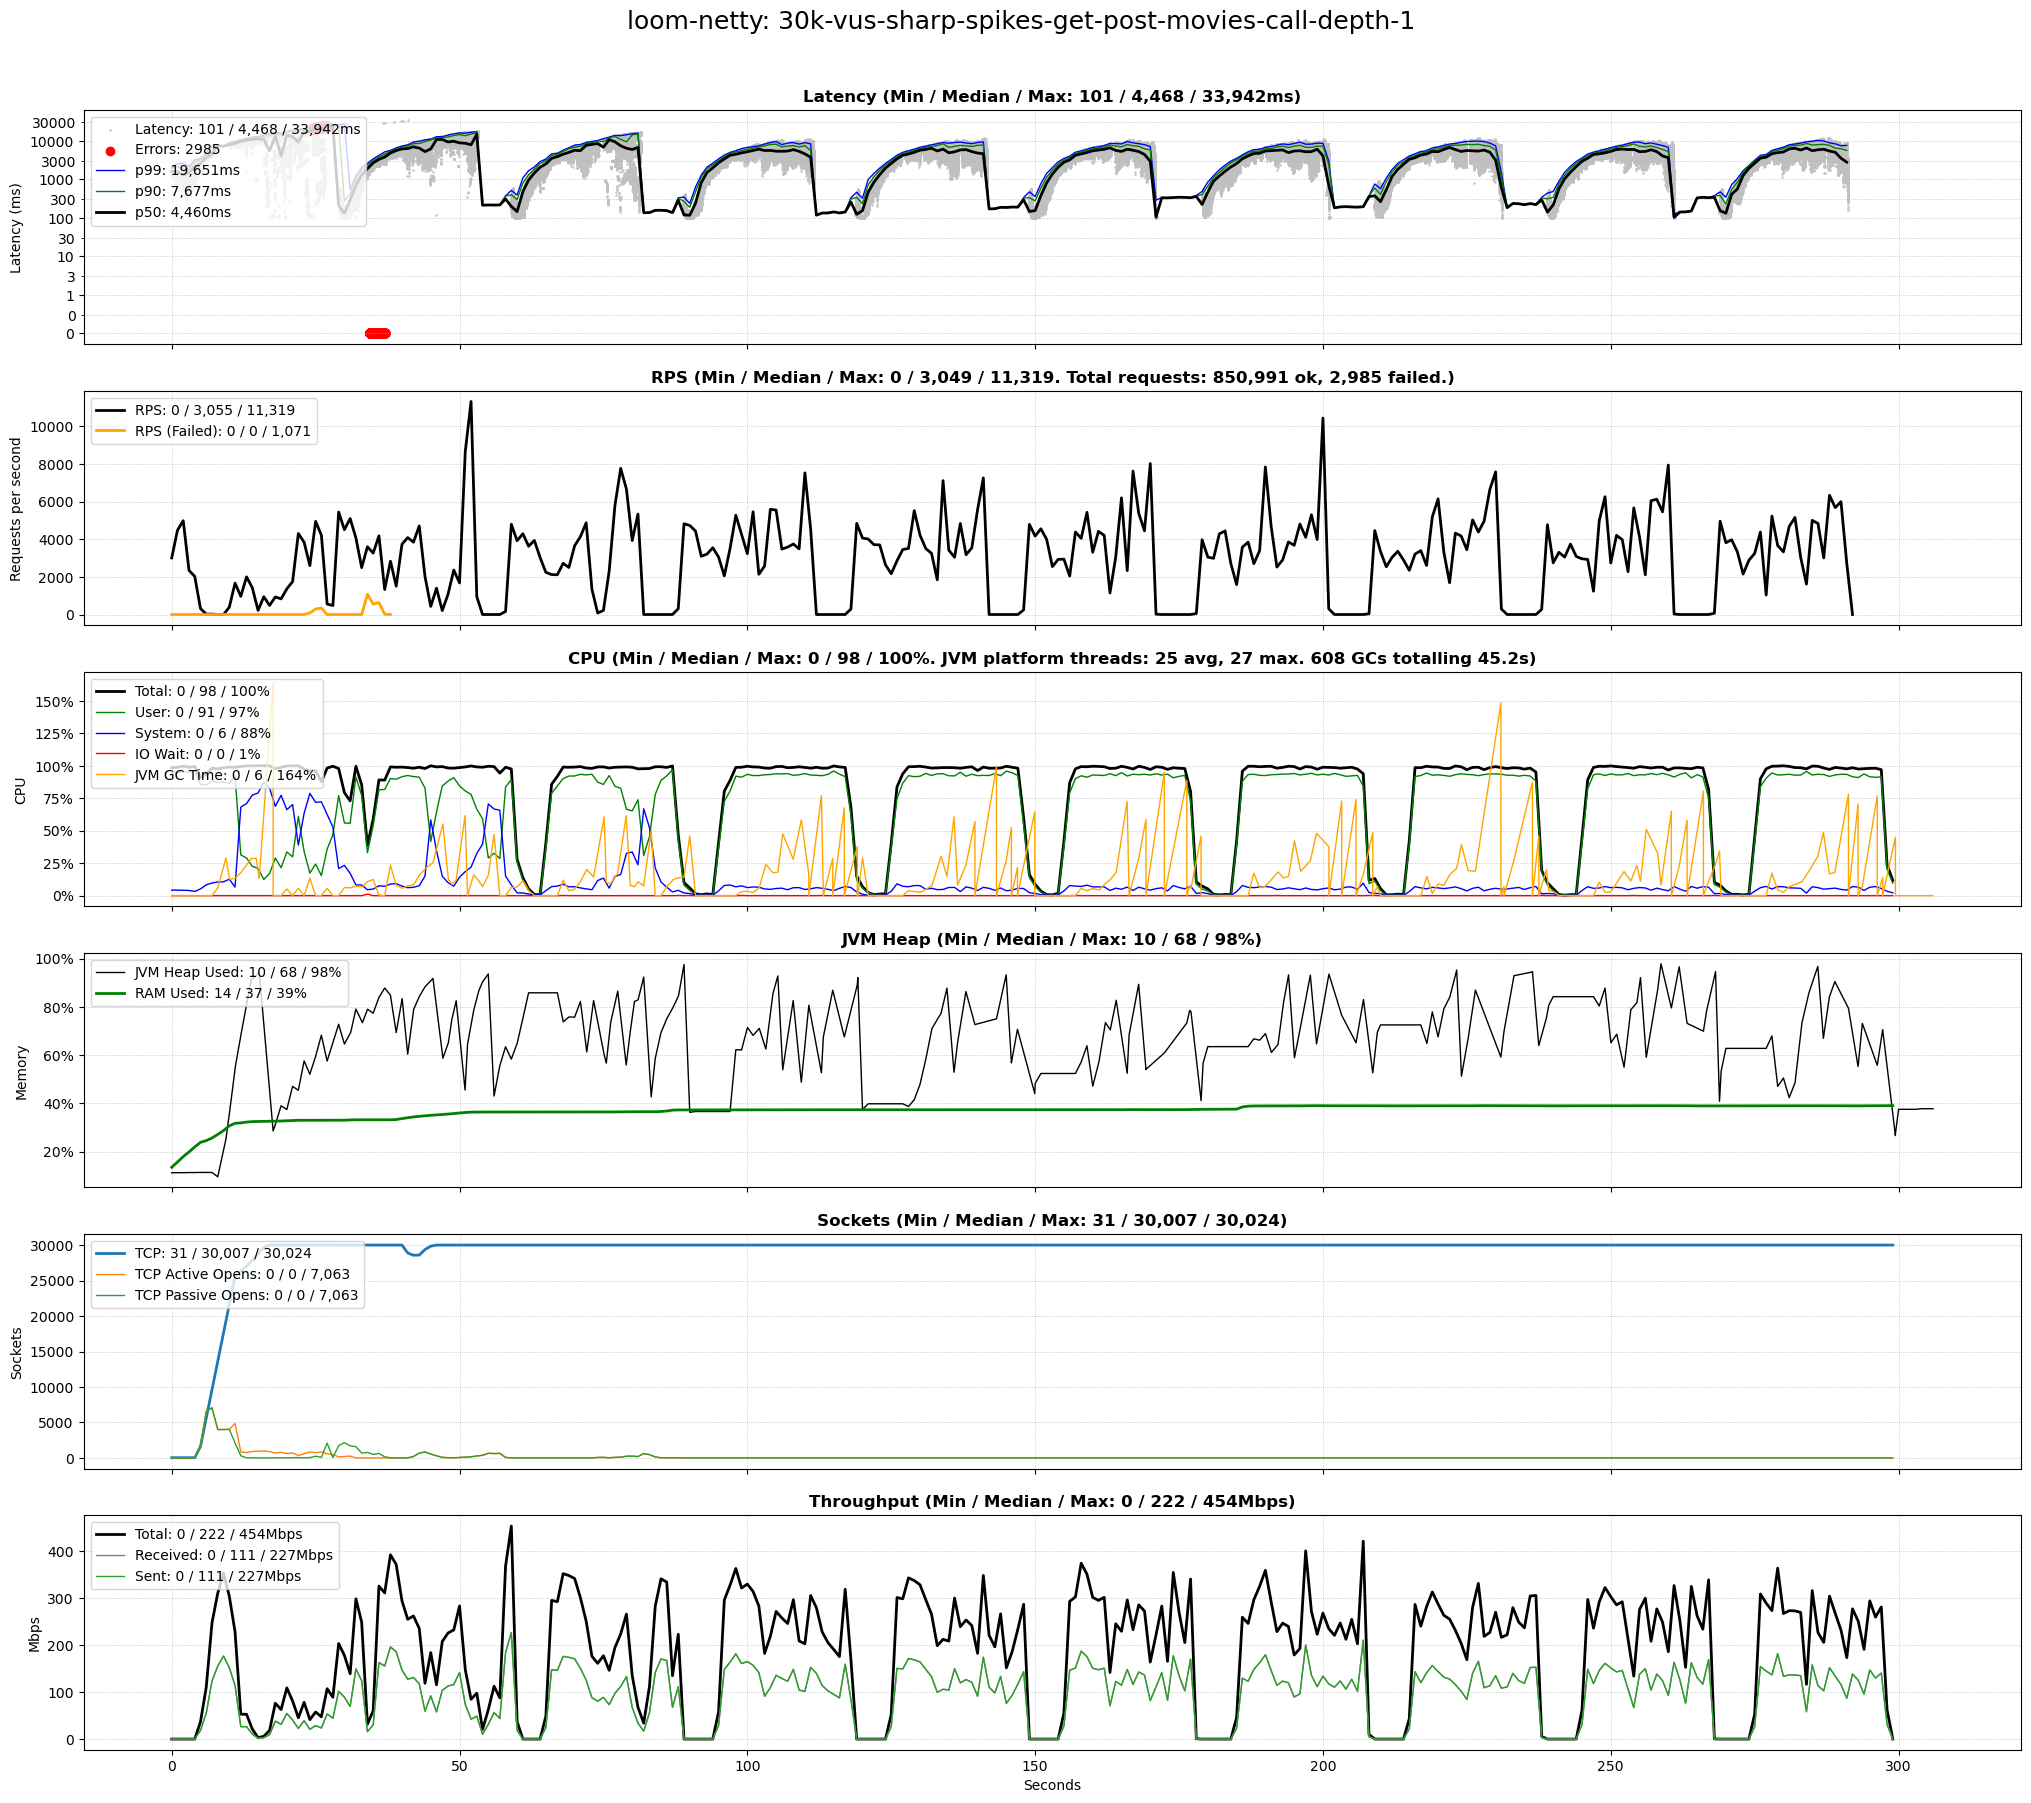 loom-netty: 30k-vus-sharp-spikes-get-post-movies-call-depth-1
Latency (Min / Median / Max: 101 / 4,468 / 33,942ms)
Latency (ms)
30000
10000
3000
1000
300
100
30
10
3
1
0
0
Latency: 101 / 4,468 / 33,942ms
Errors: 2985
p99: 19,651ms
p90: 7,677ms
p50: 4,460ms
RPS (Min / Median / Max: 0 / 3,049 / 11,319. Total requests: 850,991 ok, 2,985 failed.)
Requests per second
10000
8000
6000
4000
2000
0
RPS: 0 / 3,055 / 11,319
RPS (Failed): 0 / 0 / 1,071
CPU (Min / Median / Max: 0 / 98 / 100%. JVM platform threads: 25 avg, 27 max. 608 GCs totalling 45.2s)
CPU
150%
125%
100%
75%
50%
25%
0%
Total: 0 / 98 / 100%
User: 0 / 91 / 97%
System: 0 / 6 / 88%
IO Wait: 0 / 0 / 1%
JVM GC Time: 0 / 6 / 164%
JVM Heap (Min / Median / Max: 10 / 68 / 98%)
Memory
100%
80%
60%
40%
20%
JVM Heap Used: 10 / 68 / 98%
RAM Used: 14 / 37 / 39%
Sockets (Min / Median / Max: 31 / 30,007 / 30,024)
Sockets
30000
25000
20000
15000
10000
5000
0
TCP: 31 / 30,007 / 30,024
TCP Active Opens: 0 / 0 / 7,063
TCP Passive Opens: 0 / 0 / 7,063
Throughput (Min / Median / Max: 0 / 222 / 454Mbps)
Mbps
400
300
200
100
0
Total: 0 / 222 / 454Mbps
Received: 0 / 111 / 227Mbps
Sent: 0 / 111 / 227Mbps
0 50 100 150 200 250 300
Seconds